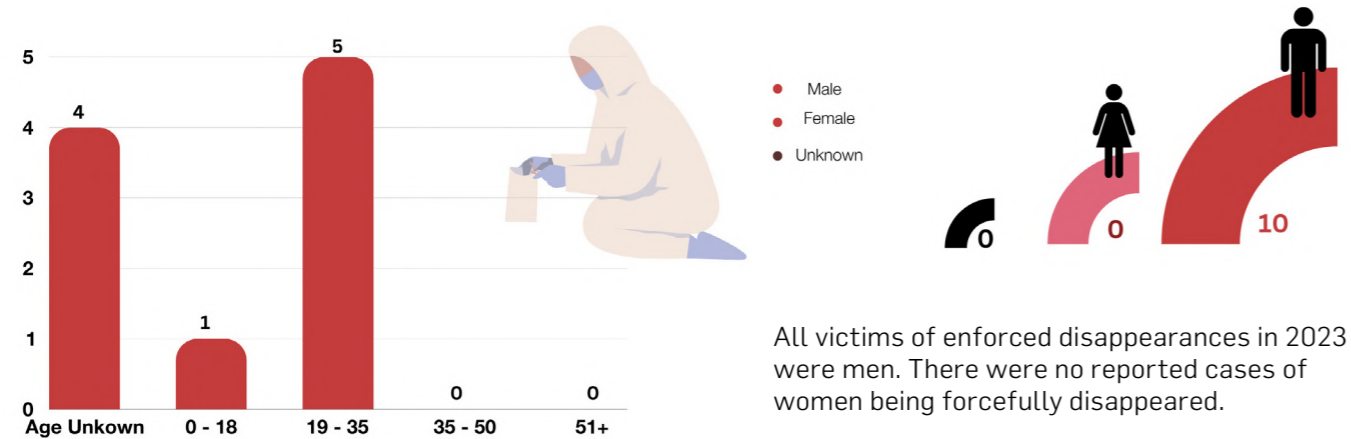 5
4
3
2
1
0
4
1
5
0
0
Age Unkown
0 - 18
19 - 35
35 - 50
51+
Male
Female
Unknown
0
0
10
All victims of enforced disappearances in 2023
were men. There were no reported cases of
women being forcefully disappeared.